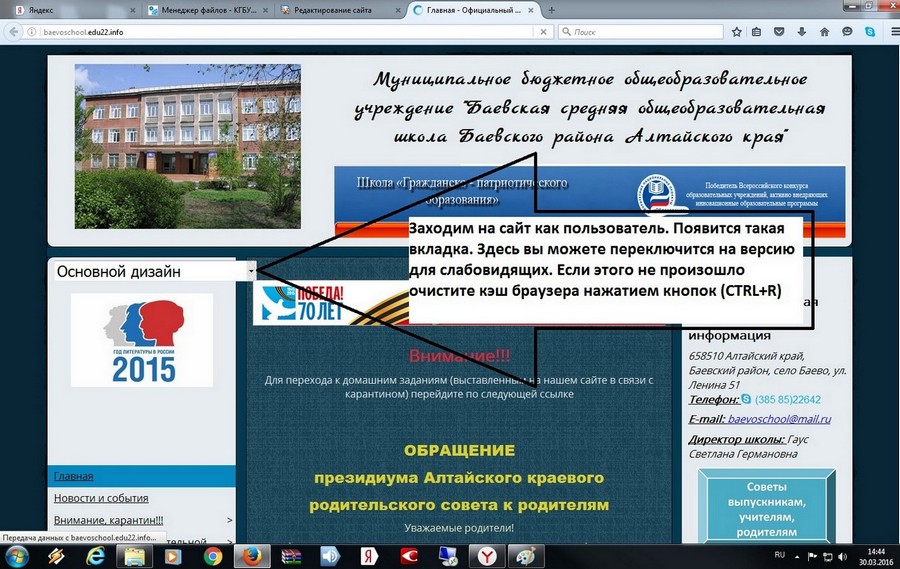 Яндекс
Менеджер файлов - КГБУ...
Редактирование сайта
Главная - Официальный ...
baevoschool.edu22.info
Поиск
Муниципальное бюджетное общеобразовательное
учреждение "Баевская средняя общеобразовательная
школа Баевского района Алтайского края"
Школа «Гражданско - патриотического
образования»
Победитель Всероссийского конкурса
образовательных учреждений, активно внедряющих
инновационные образовательные программы
Заходим на сайт как пользователь. Появится такая
вкладка. Здесь вы можете переключится на версию
для слабовидящих. Если этого не произошло
очистите кэш браузера нажатием кнопок (CTRL+R)
Основной дизайн
ГОД ЛИТЕРАТУРЫ В РОССИИ
2015
Главная
Новости и события
Внимание, карантин!!! >
ПОБЕДА!
70 ЛЕТ
Внимание!!!
Для перехода к домашним заданиям (выставленным на нашем сайте в связи с
карантином) перейдите по следующей ссылке
ОБРАЩЕНИЕ
президиума Алтайского краевого
родительского совета к родителям
Уважаемые родители!
информация
658510 Алтайский край,
Баевский район, село Баево, ул.
Ленина 51
Телефон: (385 85)22642
E-mail: baevoschool@mail.ru
Директор школы: Гаус
Светлана Германовна
Советы
выпускникам,
учителям,
родителям
Передача данных с baevoschool.edu22.info...
RU
14:44
30.03.2016